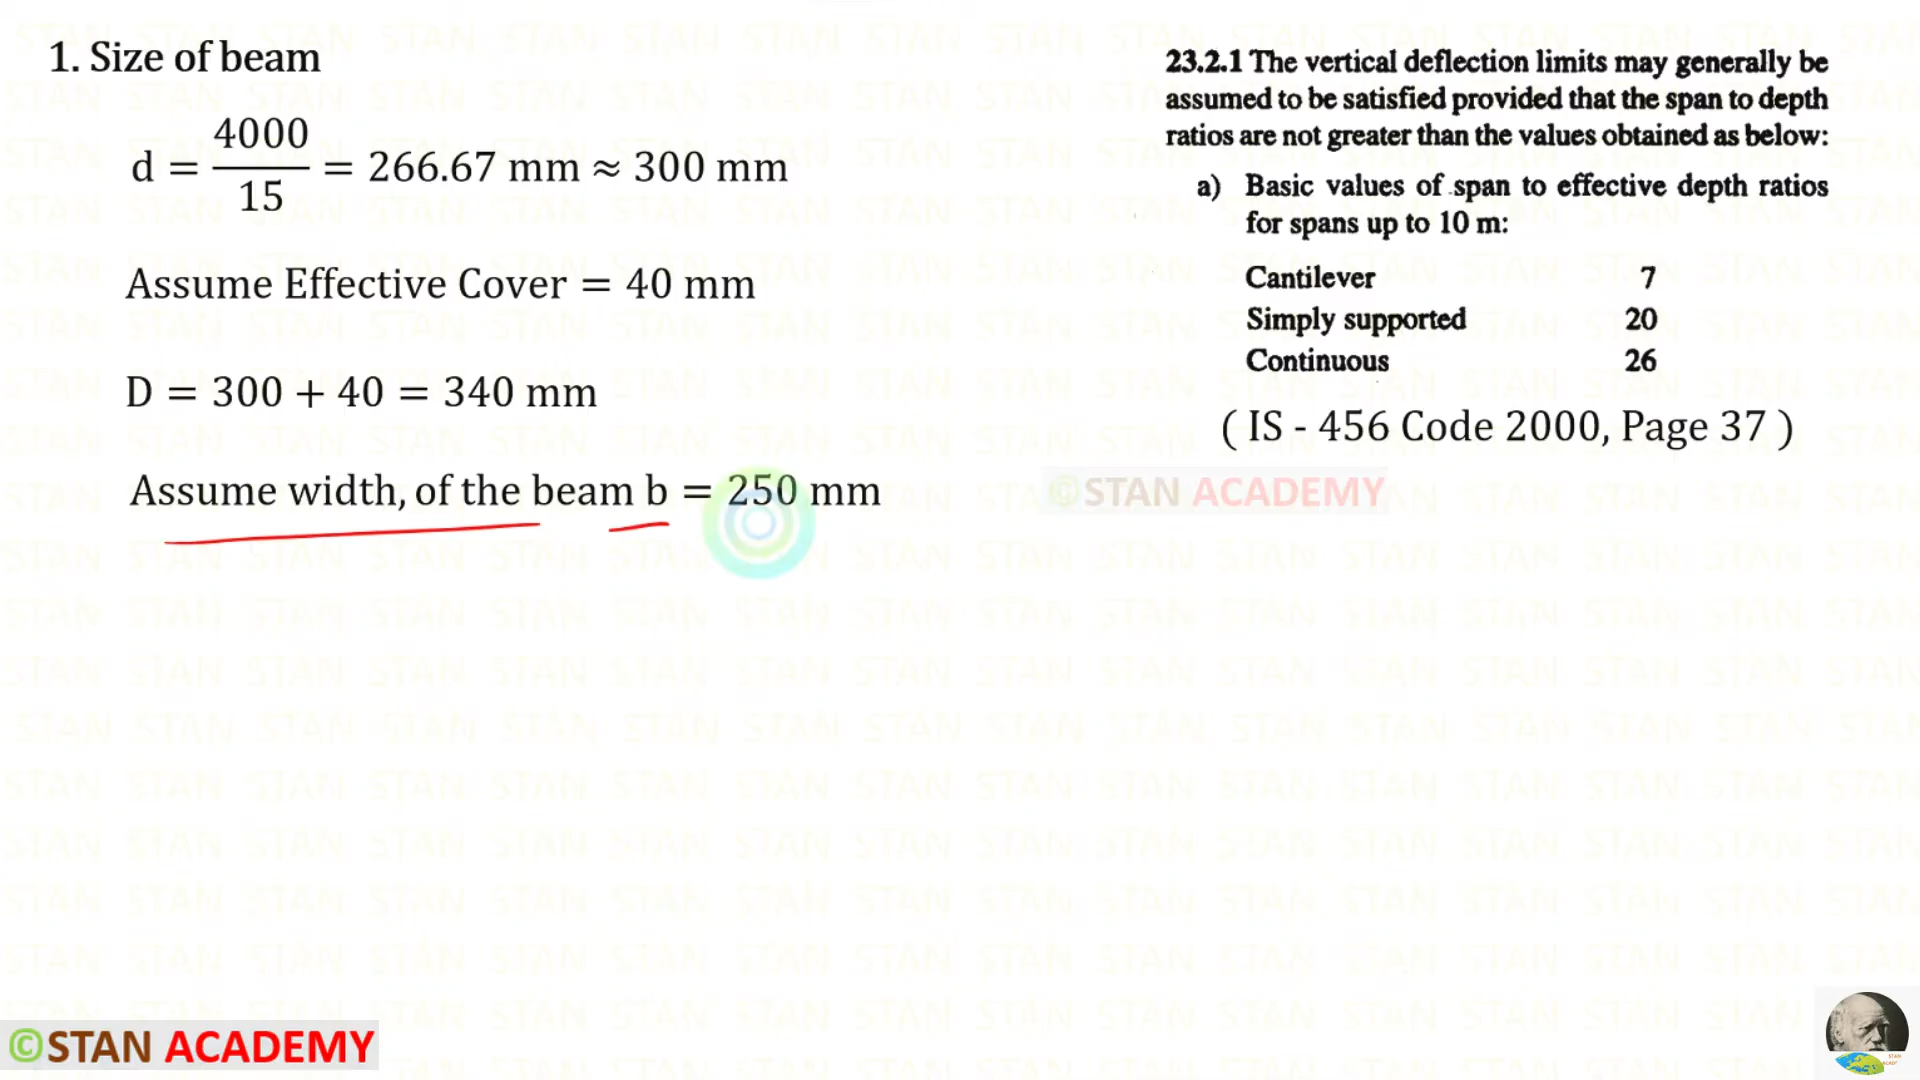 1. Size of beam
d = 4000/15 = 266.67 mm ≈ 300 mm
Assume Effective Cover = 40 mm
D = 300 + 40 = 340 mm
Assume width, of the beam b = 250 mm
23.2.1 The vertical deflection limits may generally be
assumed to be satisfied provided that the span to depth
ratios are not greater than the values obtained as below:
a) Basic values of span to effective depth ratios
for spans up to 10 m:
Cantilever 7
Simply supported 20
Continuous 26
( IS - 456 Code 2000, Page 37 )
©STAN ACADEMY
©STAN ACADEMY